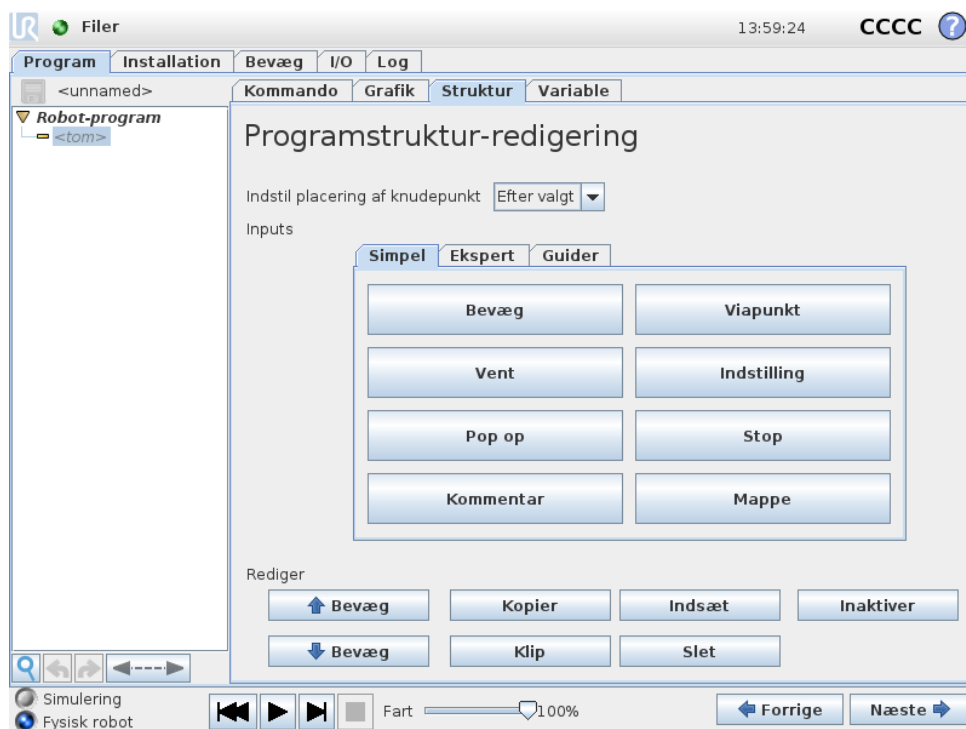 UR Filer 13:59:24 CCCC ?
Program Installation Bevæg I/O Log
<unnamed> Kommando Grafik Struktur Variable
Robot-program
<tom>
Programstruktur-redigering
Indstil placering af knudepunkt Efter valgt
Inputs
Simpel Ekspert Guider
Bevæg Viapunkt
Vent Indstilling
Pop op Stop
Kommentar Mappe
Rediger
Bevæg Kopier Indsæt Inaktiver
Bevæg Klip Slet
Simulering
Fysisk robot
Fart 100% Forrige Næste